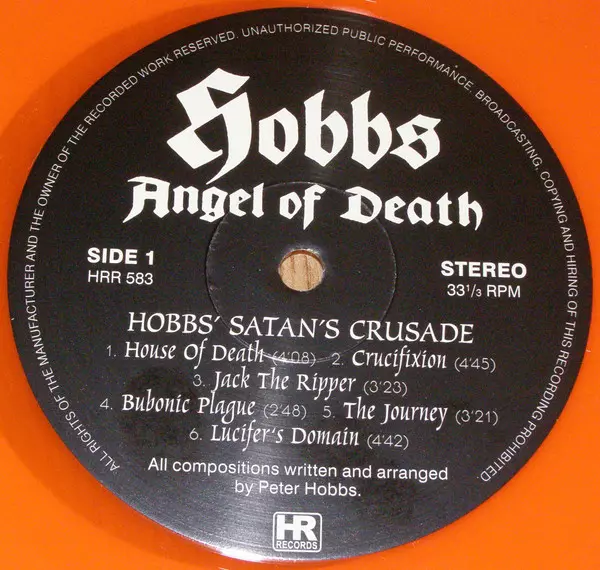 ALL RIGHTS OF THE MANUFACTURER AND THE OWNER OF THE RECORDED WORK RESERVED. UNAUTHORIZED PUBLIC PERFORMANCE, BROADCASTING, COPYING AND HIRING OF THIS RECORDING PROHIBITED.
Hobbs
Angel of Death
SIDE 1
HRR 583
STEREO
33 1/3 RPM
HOBBS' SATAN'S CRUSADE
1. House Of Death (4'08) 2. Crucifixion (4'45)
3. Jack The Ripper (3'23)
4. Bubonic Plague (2'48) 5. The Journey (3'21)
6. Lucifer's Domain (4'42)
All compositions written and arranged
by Peter Hobbs.
HR
RECORDS